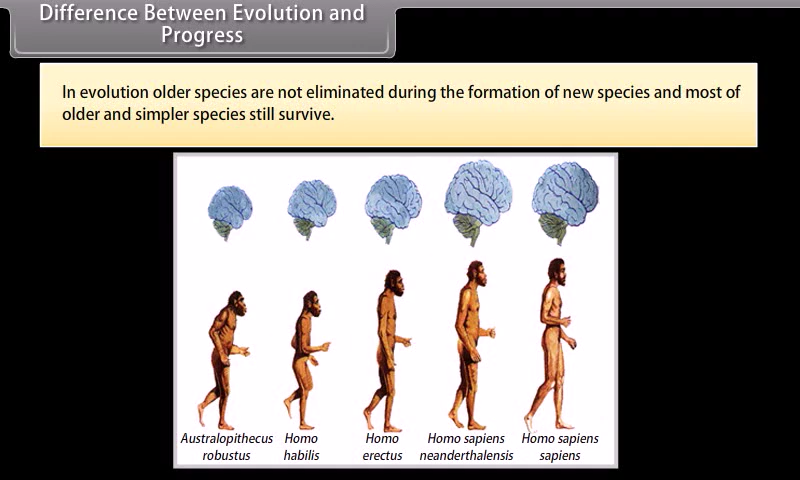 Difference Between Evolution and
Progress
In evolution older species are not eliminated during the formation of new species and most of
older and simpler species still survive.
Australopithecus robustus
Homo habilis
Homo erectus
Homo sapiens neanderthalensis
Homo sapiens sapiens